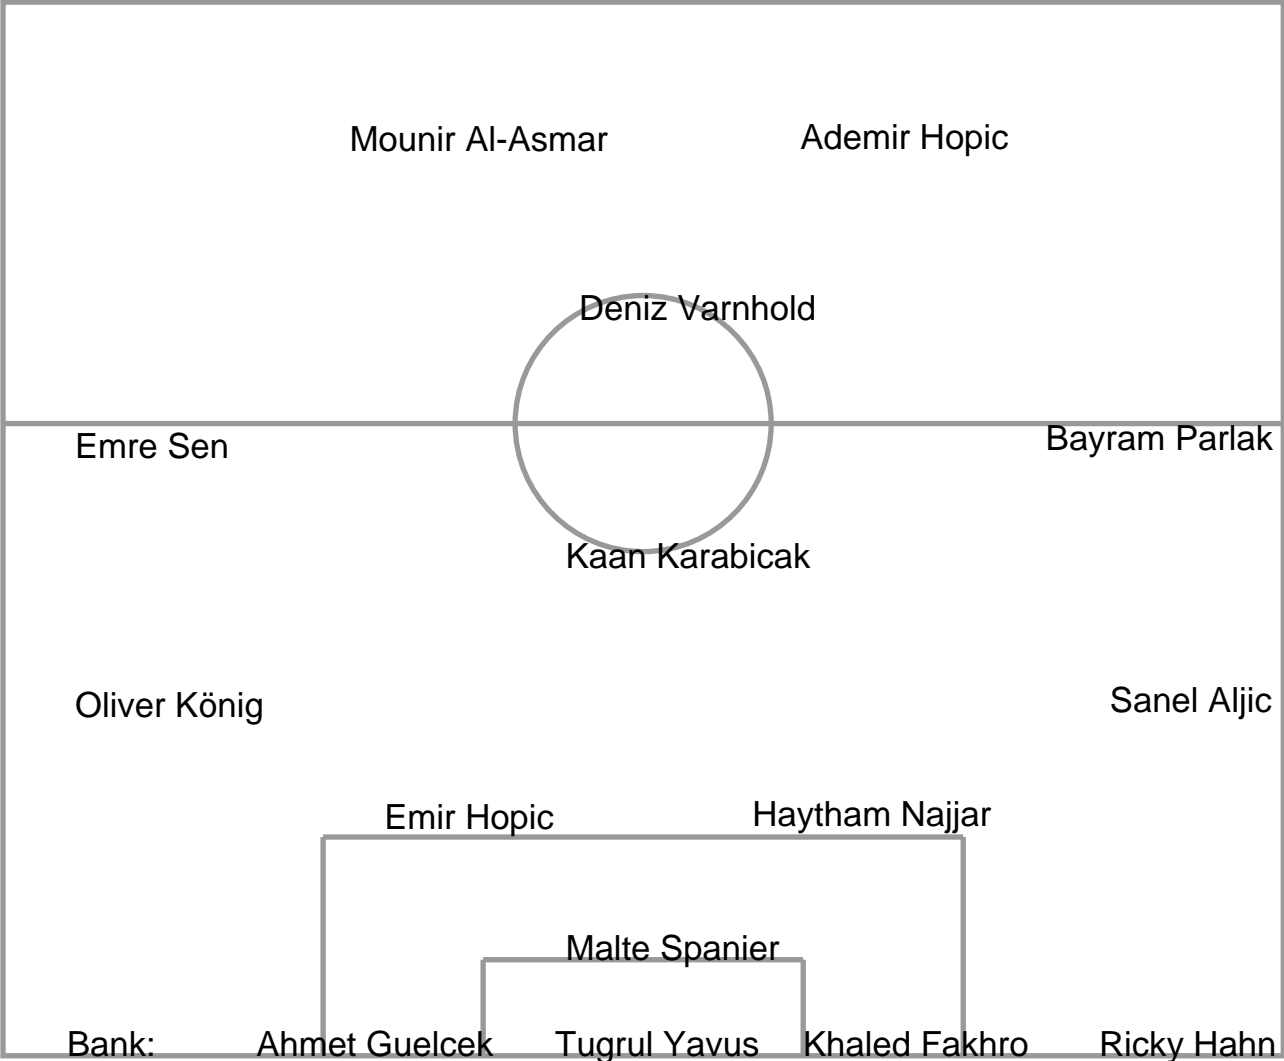 Mounir Al-Asmar Ademir Hopic
Deniz Varnhold
Emre Sen Bayram Parlak
Kaan Karabicak
Oliver König Sanel Aljic
Emir Hopic Haytham Najjar
Malte Spanier
Bank: Ahmet Guelcek Tugrul Yavus Khaled Fakhro Ricky Hahn